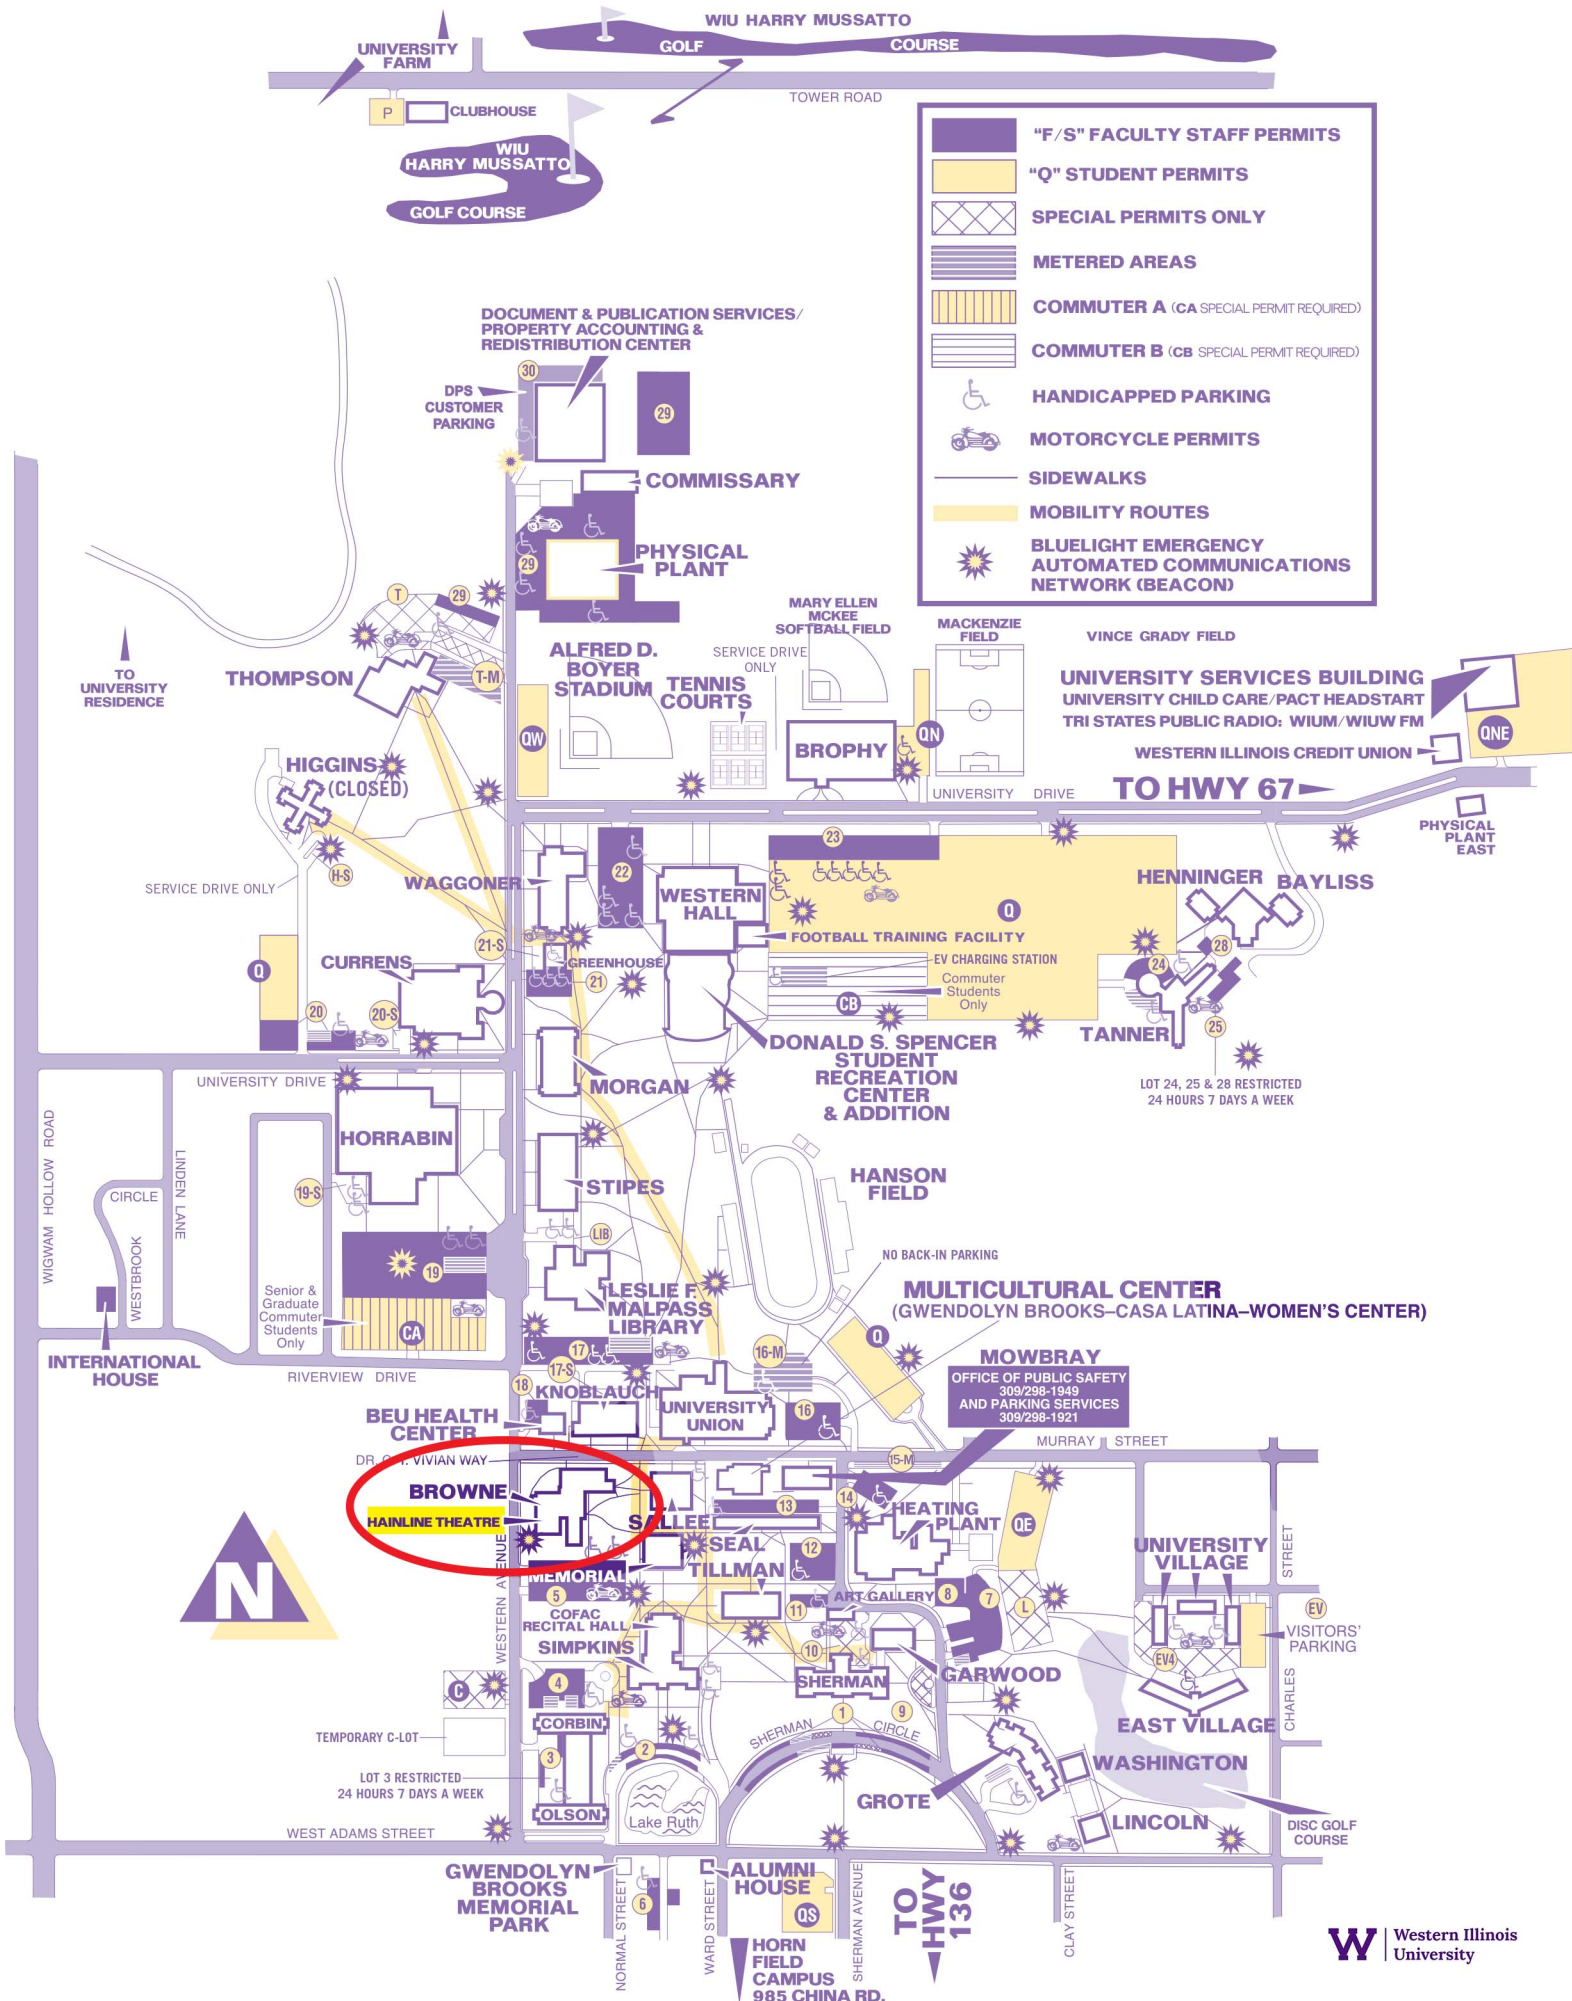 WIU HARRY MUSSATTO
GOLF COURSE
UNIVERSITY
FARM
TOWER ROAD
P
CLUBHOUSE
WIU
HARRY MUSSATTO
GOLF COURSE
"F/S" FACULTY STAFF PERMITS
"Q" STUDENT PERMITS
SPECIAL PERMITS ONLY
METERED AREAS
COMMUTER A (CA SPECIAL PERMIT REQUIRED)
COMMUTER B (CB SPECIAL PERMIT REQUIRED)
HANDICAPPED PARKING
MOTORCYCLE PERMITS
SIDEWALKS
MOBILITY ROUTES
BLUELIGHT EMERGENCY
AUTOMATED COMMUNICATIONS
NETWORK (BEACON)
DOCUMENT & PUBLICATION SERVICES/
PROPERTY ACCOUNTING &
REDISTRIBUTION CENTER
30
DPS
CUSTOMER
PARKING
29
COMMISSARY
PHYSICAL
PLANT
29
T
29
T-M
THOMPSON
TO
UNIVERSITY
RESIDENCE
ALFRED D.
BOYER
STADIUM
QW
TENNIS
COURTS
SERVICE DRIVE
ONLY
MARY ELLEN
MCKEE
SOFTBALL FIELD
MACKENZIE
FIELD
VINCE GRADY FIELD
UNIVERSITY SERVICES BUILDING
UNIVERSITY CHILD CARE/PACT HEADSTART
TRI STATES PUBLIC RADIO: WIUM/WIUW FM
WESTERN ILLINOIS CREDIT UNION
QNE
BROPHY
QN
UNIVERSITY DRIVE
TO HWY 67
PHYSICAL
PLANT
EAST
HIGGINS
(CLOSED)
H-S
SERVICE DRIVE ONLY
WAGGONER
22
WESTERN
HALL
23
Q
FOOTBALL TRAINING FACILITY
HENNINGER
BAYLISS
28
24
TANNER
25
LOT 24, 25 & 28 RESTRICTED
24 HOURS 7 DAYS A WEEK
EV CHARGING STATION
Commuter
Students
Only
CB
21-S
GREENHOUSE
21
Q
CURRENS
20
20-S
DONALD S. SPENCER
STUDENT
RECREATION
CENTER
& ADDITION
MORGAN
UNIVERSITY DRIVE
HORRABIN
19-S
STIPES
HANSON
FIELD
WIGWAM HOLLOW ROAD
CIRCLE
WESTBROOK
LINDEN LANE
LIB
19
Senior &
Graduate
Commuter
Students
Only
CA
LESLIE F.
MALPASS
LIBRARY
NO BACK-IN PARKING
MULTICULTURAL CENTER
(GWENDOLYN BROOKS–CASA LATINA–WOMEN'S CENTER)
INTERNATIONAL
HOUSE
RIVERVIEW DRIVE
17
17-S
16-M
Q
MOWBRAY
OFFICE OF PUBLIC SAFETY
309/298-1949
AND PARKING SERVICES
309/298-1921
18
KNOBLAUCH
BEU HEALTH
CENTER
UNIVERSITY
UNION
16
MURRAY STREET
DR. C.T. VIVIAN WAY
15-M
BROWNE
HAINLINE THEATRE
SALLEE
13
14
HEATING
PLANT
QE
SEAL
12
TILLMAN
MEMORIAL
5
UNIVERSITY
VILLAGE
STREET
CHARLES
WESTERN AVENUE
COFAC
RECITAL HALL
SIMPKINS
11
ART GALLERY
8
7
L
10
EV
VISITORS'
PARKING
EV4
EAST VILLAGE
N
C
4
SHERMAN
GARWOOD
TEMPORARY C-LOT
CORBIN
3
2
1
9
SHERMAN CIRCLE
LOT 3 RESTRICTED
24 HOURS 7 DAYS A WEEK
OLSON
Lake Ruth
GROTE
WASHINGTON
LINCOLN
DISC GOLF
COURSE
WEST ADAMS STREET
GWENDOLYN
BROOKS
MEMORIAL
PARK
6
NORMAL STREET
WARD STREET
ALUMNI
HOUSE
QS
SHERMAN AVENUE
TO
HWY
136
CLAY STREET
HORN
FIELD
CAMPUS
985 CHINA RD.
W
Western Illinois
University